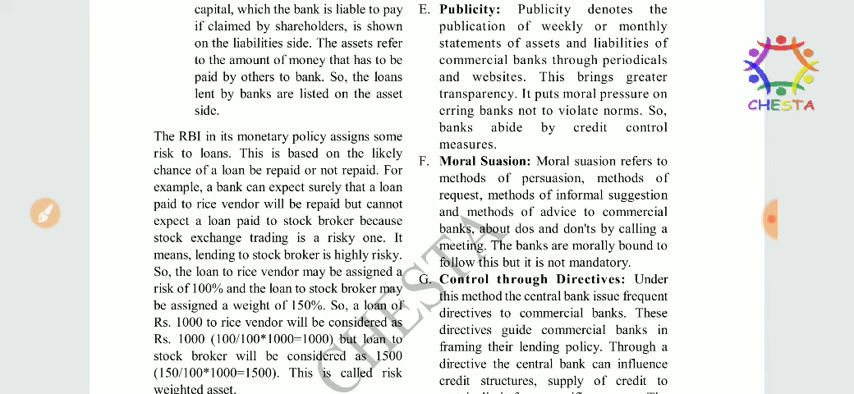 capital, which the bank is liable to pay
if claimed by shareholders, is shown
on the liabilities side. The assets refer
to the amount of money that has to be
paid by others to bank. So, the loans
lent by banks are listed on the asset
side.
The RBI in its monetary policy assigns some
risk to loans. This is based on the likely
chance of a loan be repaid or not repaid. For
example, a bank can expect surely that a loan
paid to rice vendor will be repaid but cannot
expect a loan paid to stock broker because
stock exchange trading is a risky one. It
means, lending to stock broker is highly risky.
So, the loan to rice vendor may be assigned a
risk of 100% and the loan to stock broker may
be assigned a weight of 150%. So, a loan of
Rs. 1000 to rice vendor will be considered as
Rs. 1000 (100/100*1000=1000) but loan to
stock broker will be considered as 1500
(150/100*1000=1500). This is called risk
weighted asset.
E. Publicity: Publicity denotes the
publication of weekly or monthly
statements of assets and liabilities of
commercial banks through periodicals
and websites. This brings greater
transparency. It puts moral pressure on
erring banks not to violate norms. So,
banks abide by credit control
measures.
F. Moral Suasion: Moral suasion refers to
methods of persuasion, methods of
request, methods of informal suggestion
and methods of advice to commercial
banks, about dos and don'ts by calling a
meeting. The banks are morally bound to
follow this but it is not mandatory.
G. Control through Directives: Under
this method the central bank issue frequent
directives to commercial banks. These
directives guide commercial banks in
framing their lending policy. Through a
directive the central bank can influence
credit structures, supply of credit to
CHESTA
CHESTA